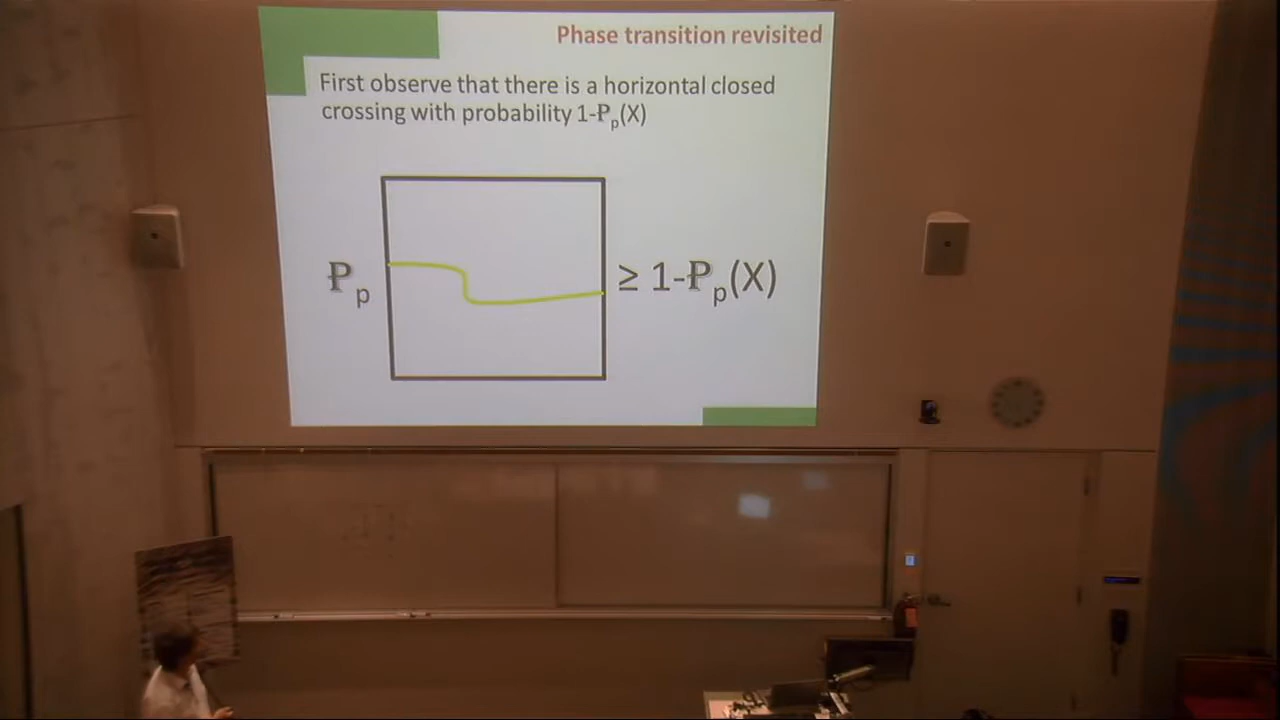 Phase transition revisited
First observe that there is a horizontal closed
crossing with probability 1-ℙp(X)
ℙp ≥ 1-ℙp(X)